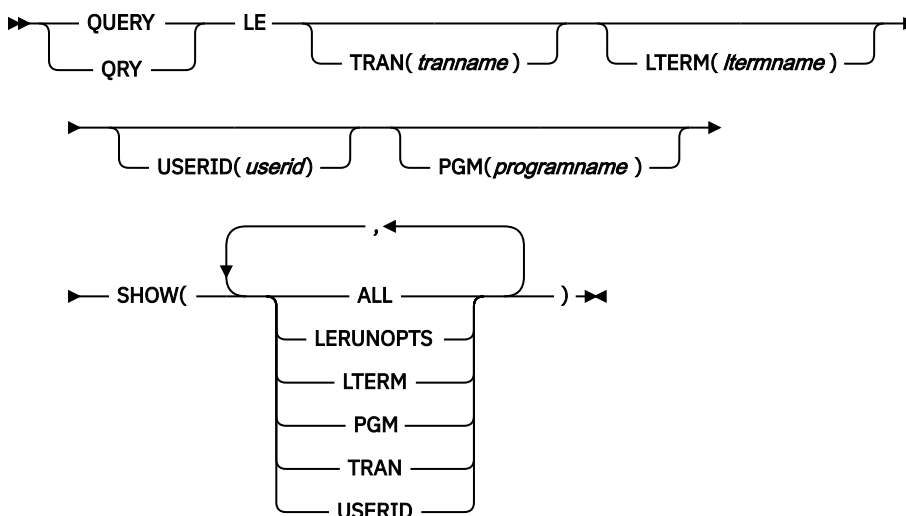 QUERY LE
QRY TRAN( tranname ) LTERM( ltermname )
USERID( userid) PGM(programname )
,
SHOW( ALL )
LERUNOPTS
LTERM
PGM
TRAN
USERID